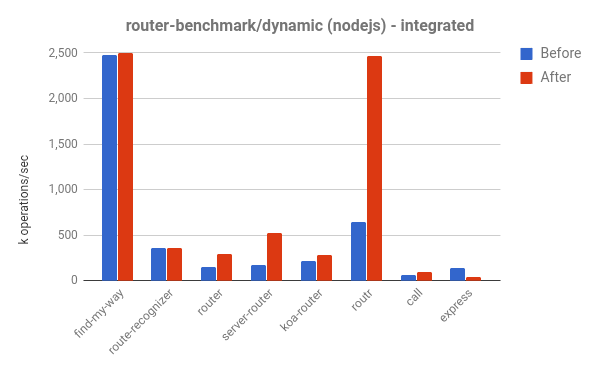 router-benchmark/dynamic (nodejs) - integrated
Before
After
k operations/sec
2,500
2,000
1,500
1,000
500
0
find-my-way
route-recognizer
router
server-router
koa-router
routr
call
express